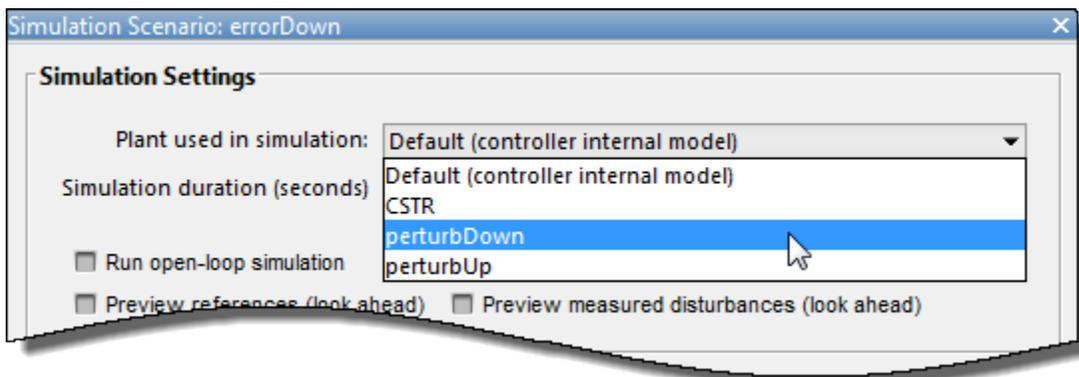 Simulation Scenario: errorDown
Simulation Settings
Plant used in simulation: Default (controller internal model)
Default (controller internal model)
Simulation duration (seconds)
CSTR
perturbDown
perturbUp
Run open-loop simulation
Preview references (look ahead) Preview measured disturbances (look ahead)